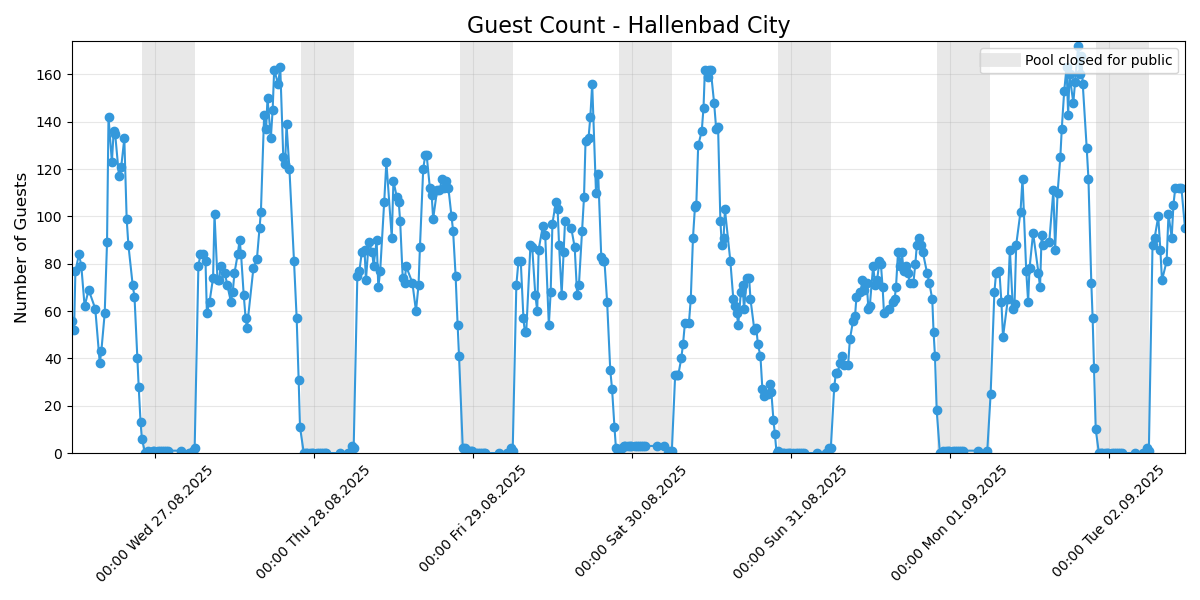 Guest Count - Hallenbad City
Pool closed for public
Number of Guests
160
140
120
100
80
60
40
20
0
00:00 Wed 27.08.2025
00:00 Thu 28.08.2025
00:00 Fri 29.08.2025
00:00 Sat 30.08.2025
00:00 Sun 31.08.2025
00:00 Mon 01.09.2025
00:00 Tue 02.09.2025